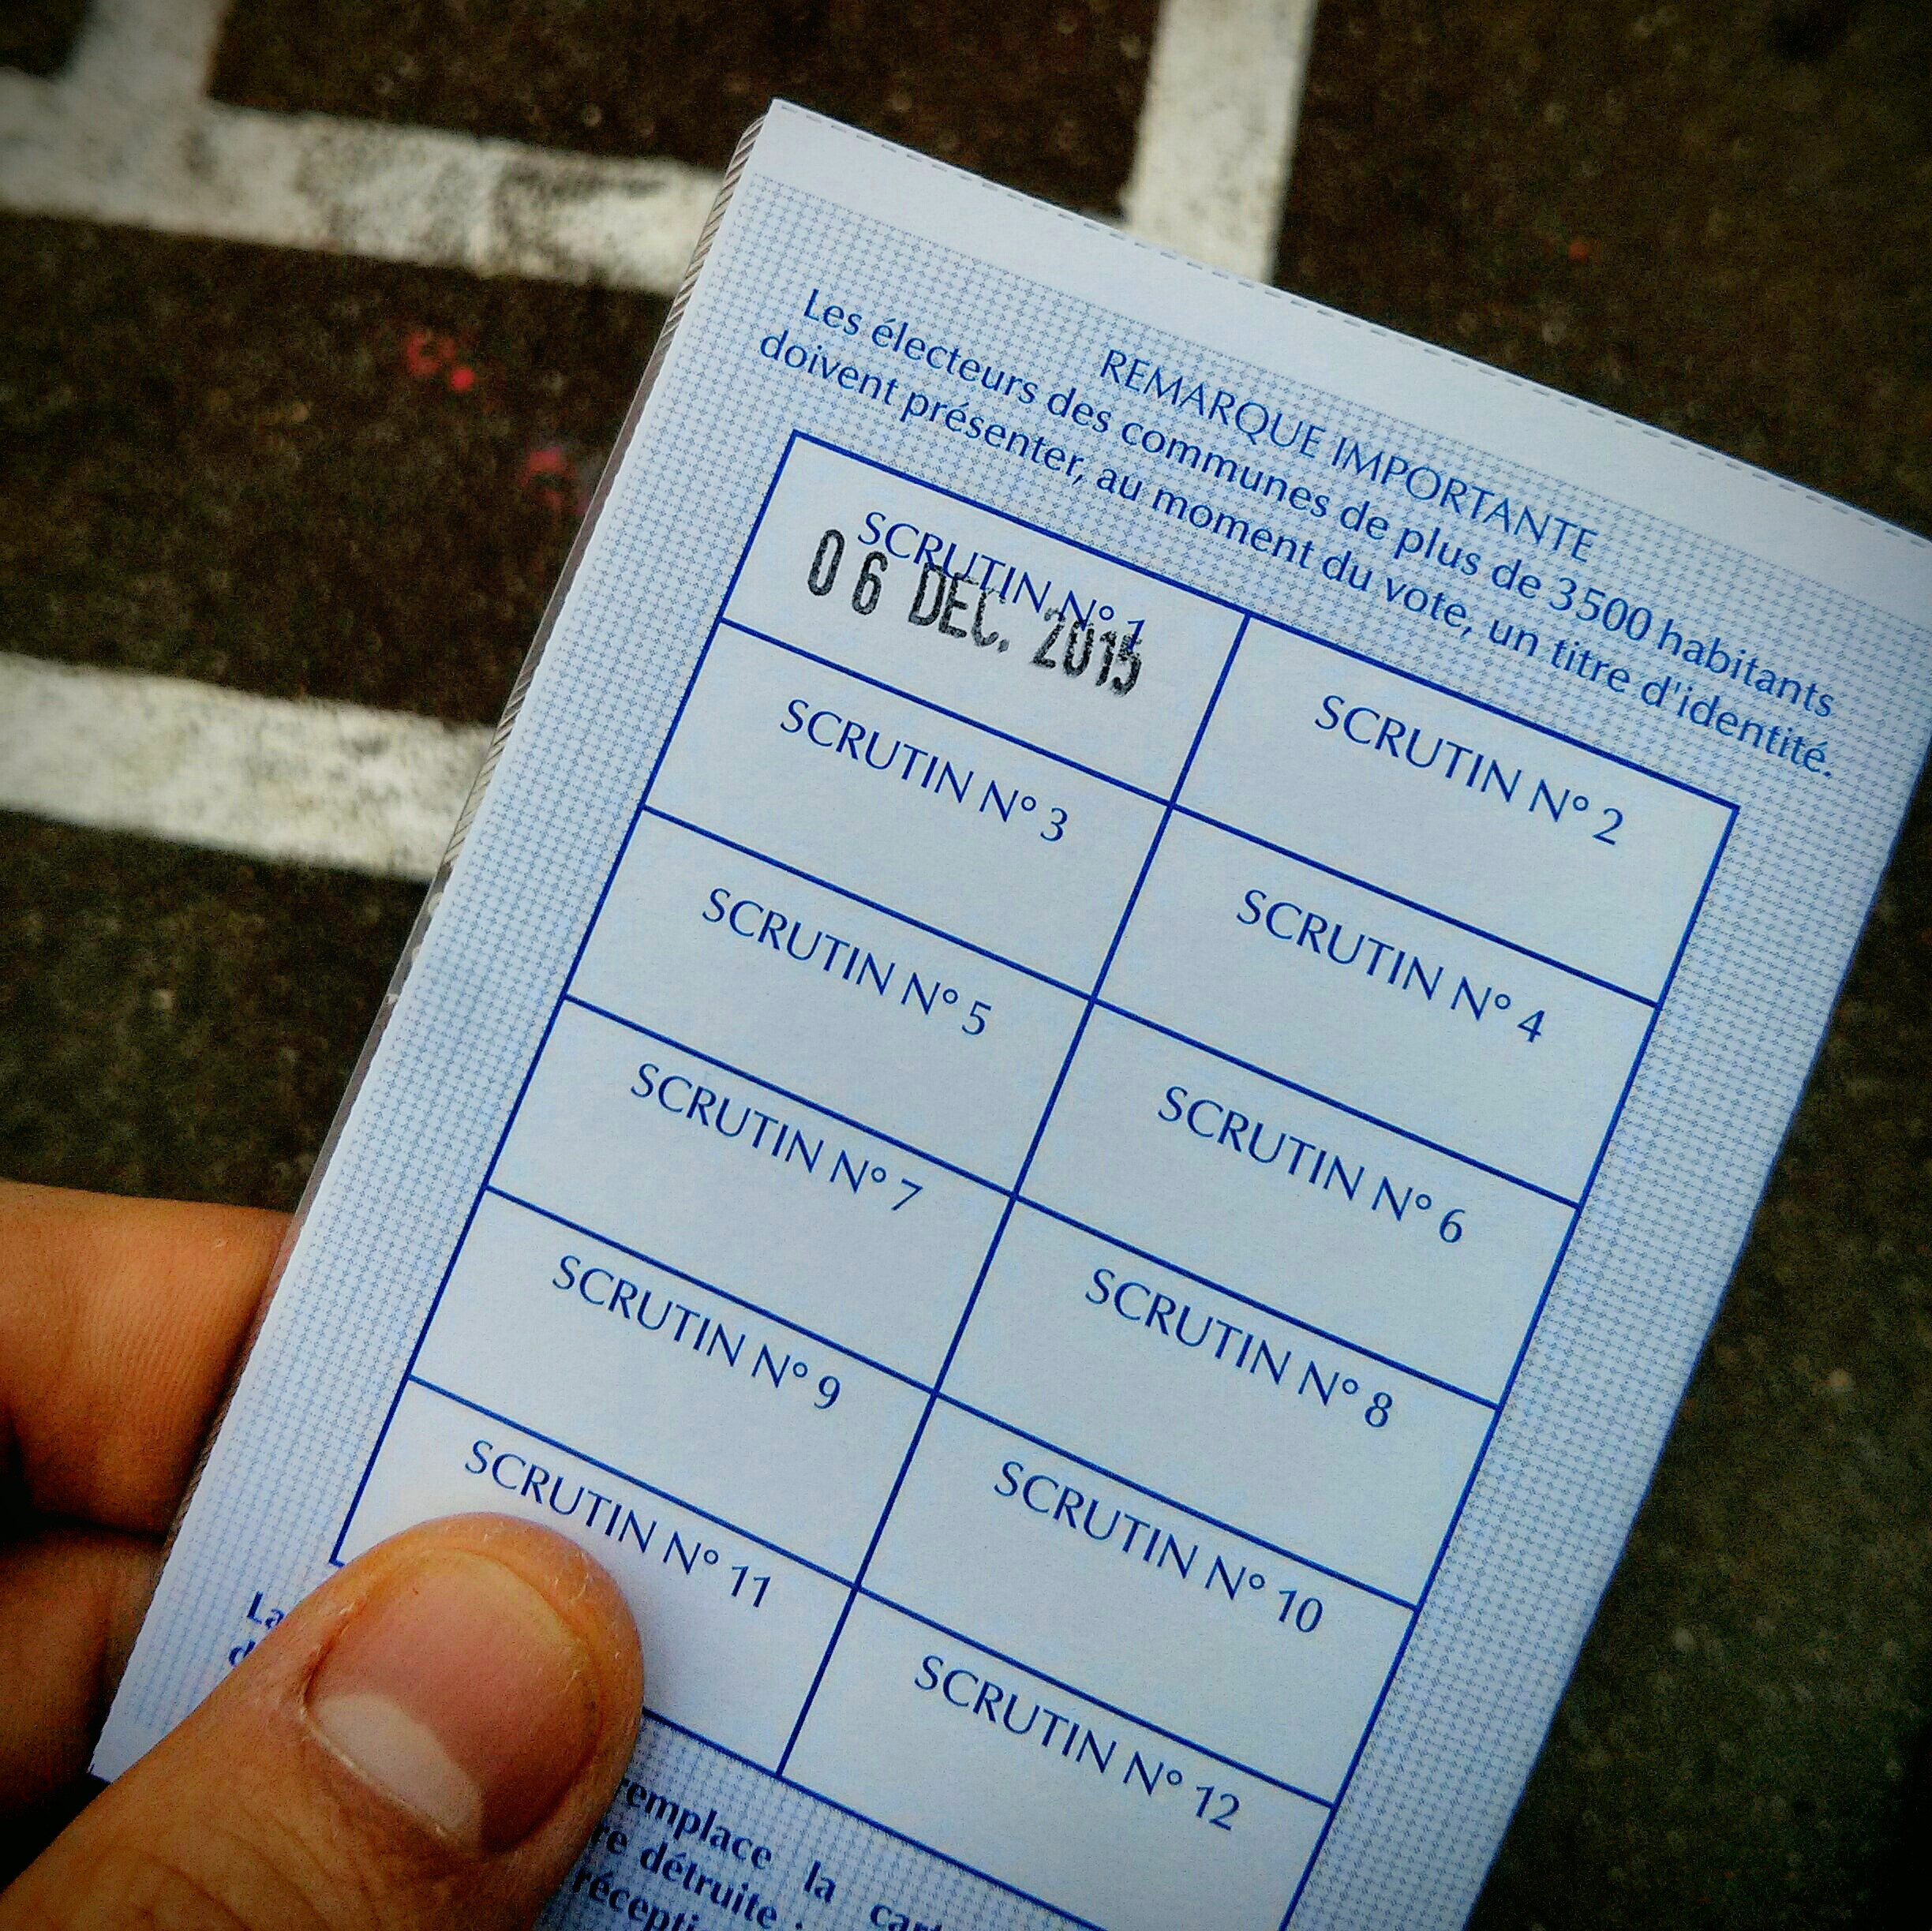 REMARQUE IMPORTANTE
Les électeurs des communes de plus de 3500 habitants
doivent présenter, au moment du vote, un titre d'identité.
SCRUTIN N° 1
06 DEC. 2015
SCRUTIN N° 2
SCRUTIN N° 3
SCRUTIN N° 4
SCRUTIN N° 5
SCRUTIN N° 6
SCRUTIN N° 7
SCRUTIN N° 8
SCRUTIN N° 9
SCRUTIN N° 10
SCRUTIN N° 11
SCRUTIN N° 12
La remplace la
détruite